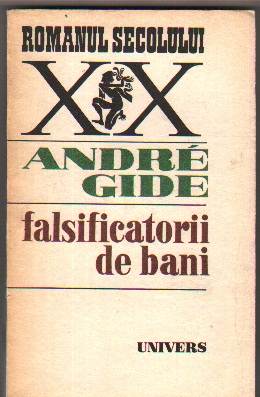 ROMANUL SECOLULUI
XX
ANDRÉ
GIDE
falsificatorii
de bani
UNIVERS